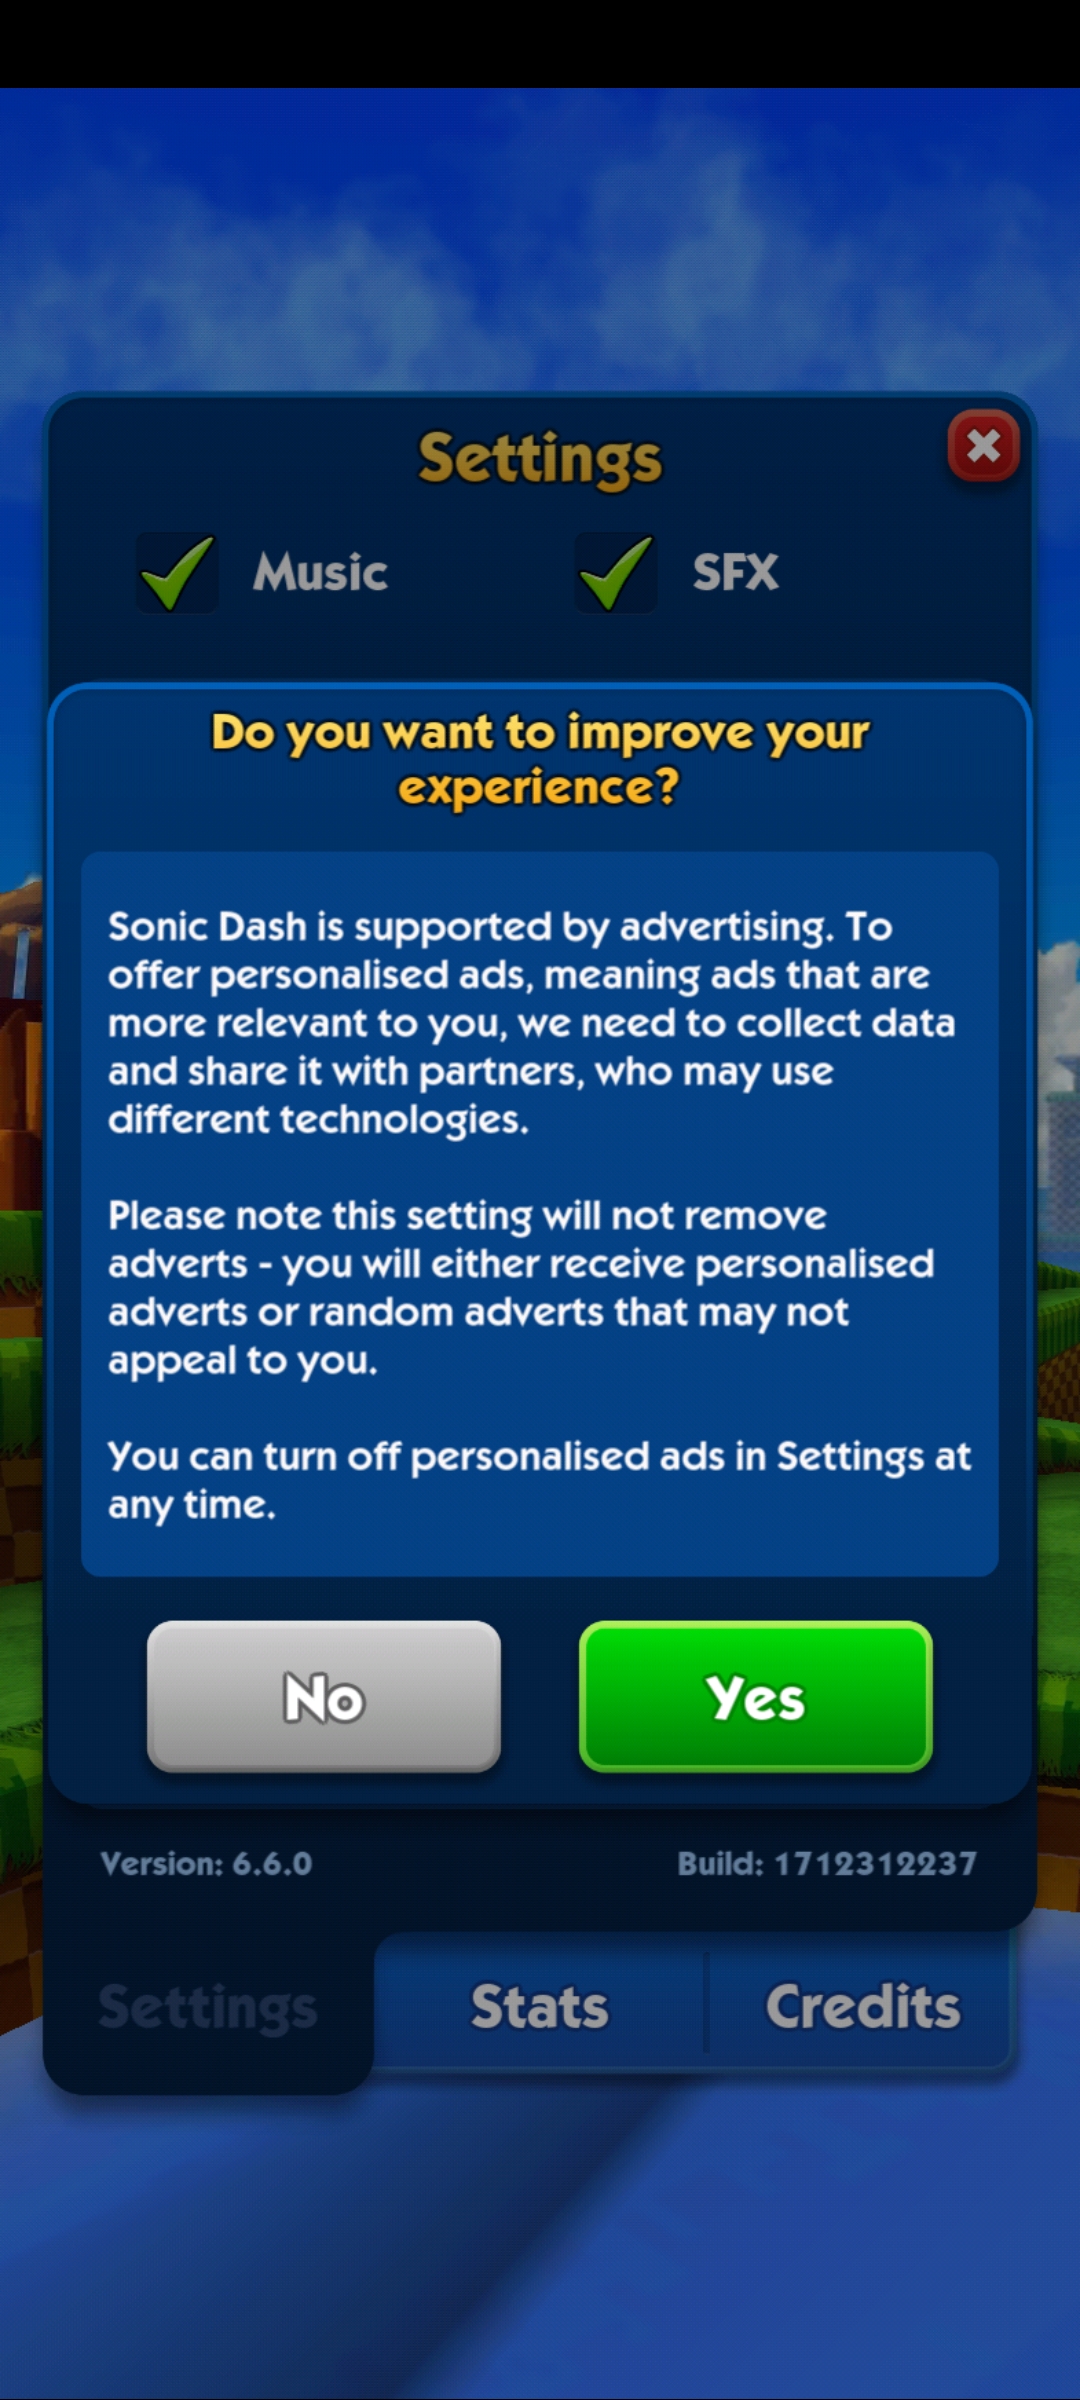 Settings
Music
SFX
Do you want to improve your
experience?
Sonic Dash is supported by advertising. To
offer personalised ads, meaning ads that are
more relevant to you, we need to collect data
and share it with partners, who may use
different technologies.
Please note this setting will not remove
adverts - you will either receive personalised
adverts or random adverts that may not
appeal to you.
You can turn off personalised ads in Settings at
any time.
No
Yes
Version: 6.6.0
Build: 1712312237
Settings
Stats
Credits